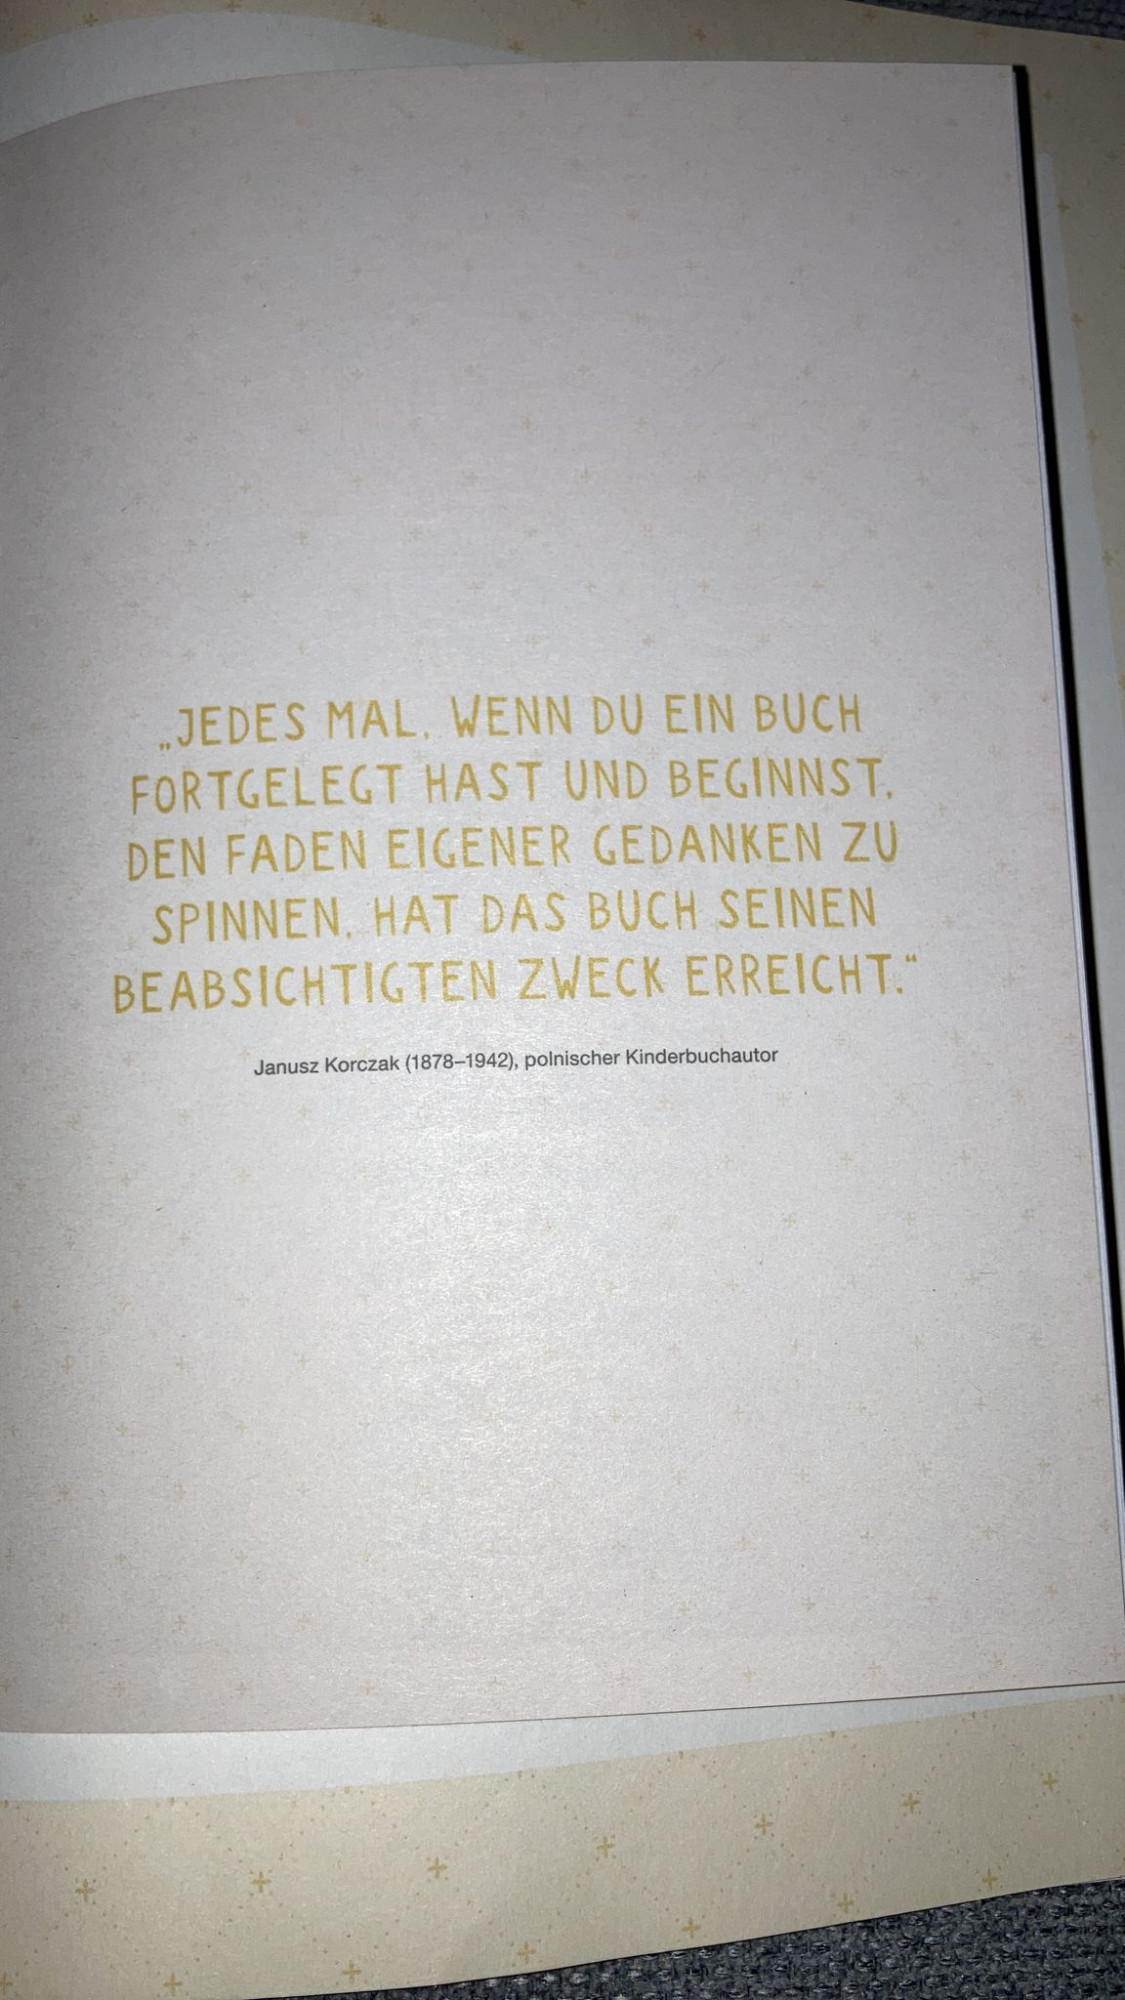 „JEDES MAL, WENN DU EIN BUCH
FORTGELEGT HAST UND BEGINNST,
DEN FADEN EIGENER GEDANKEN ZU
SPINNEN, HAT DAS BUCH SEINEN
BEABSICHTIGTEN ZWECK ERREICHT.“
Janusz Korczak (1878–1942), polnischer Kinderbuchautor